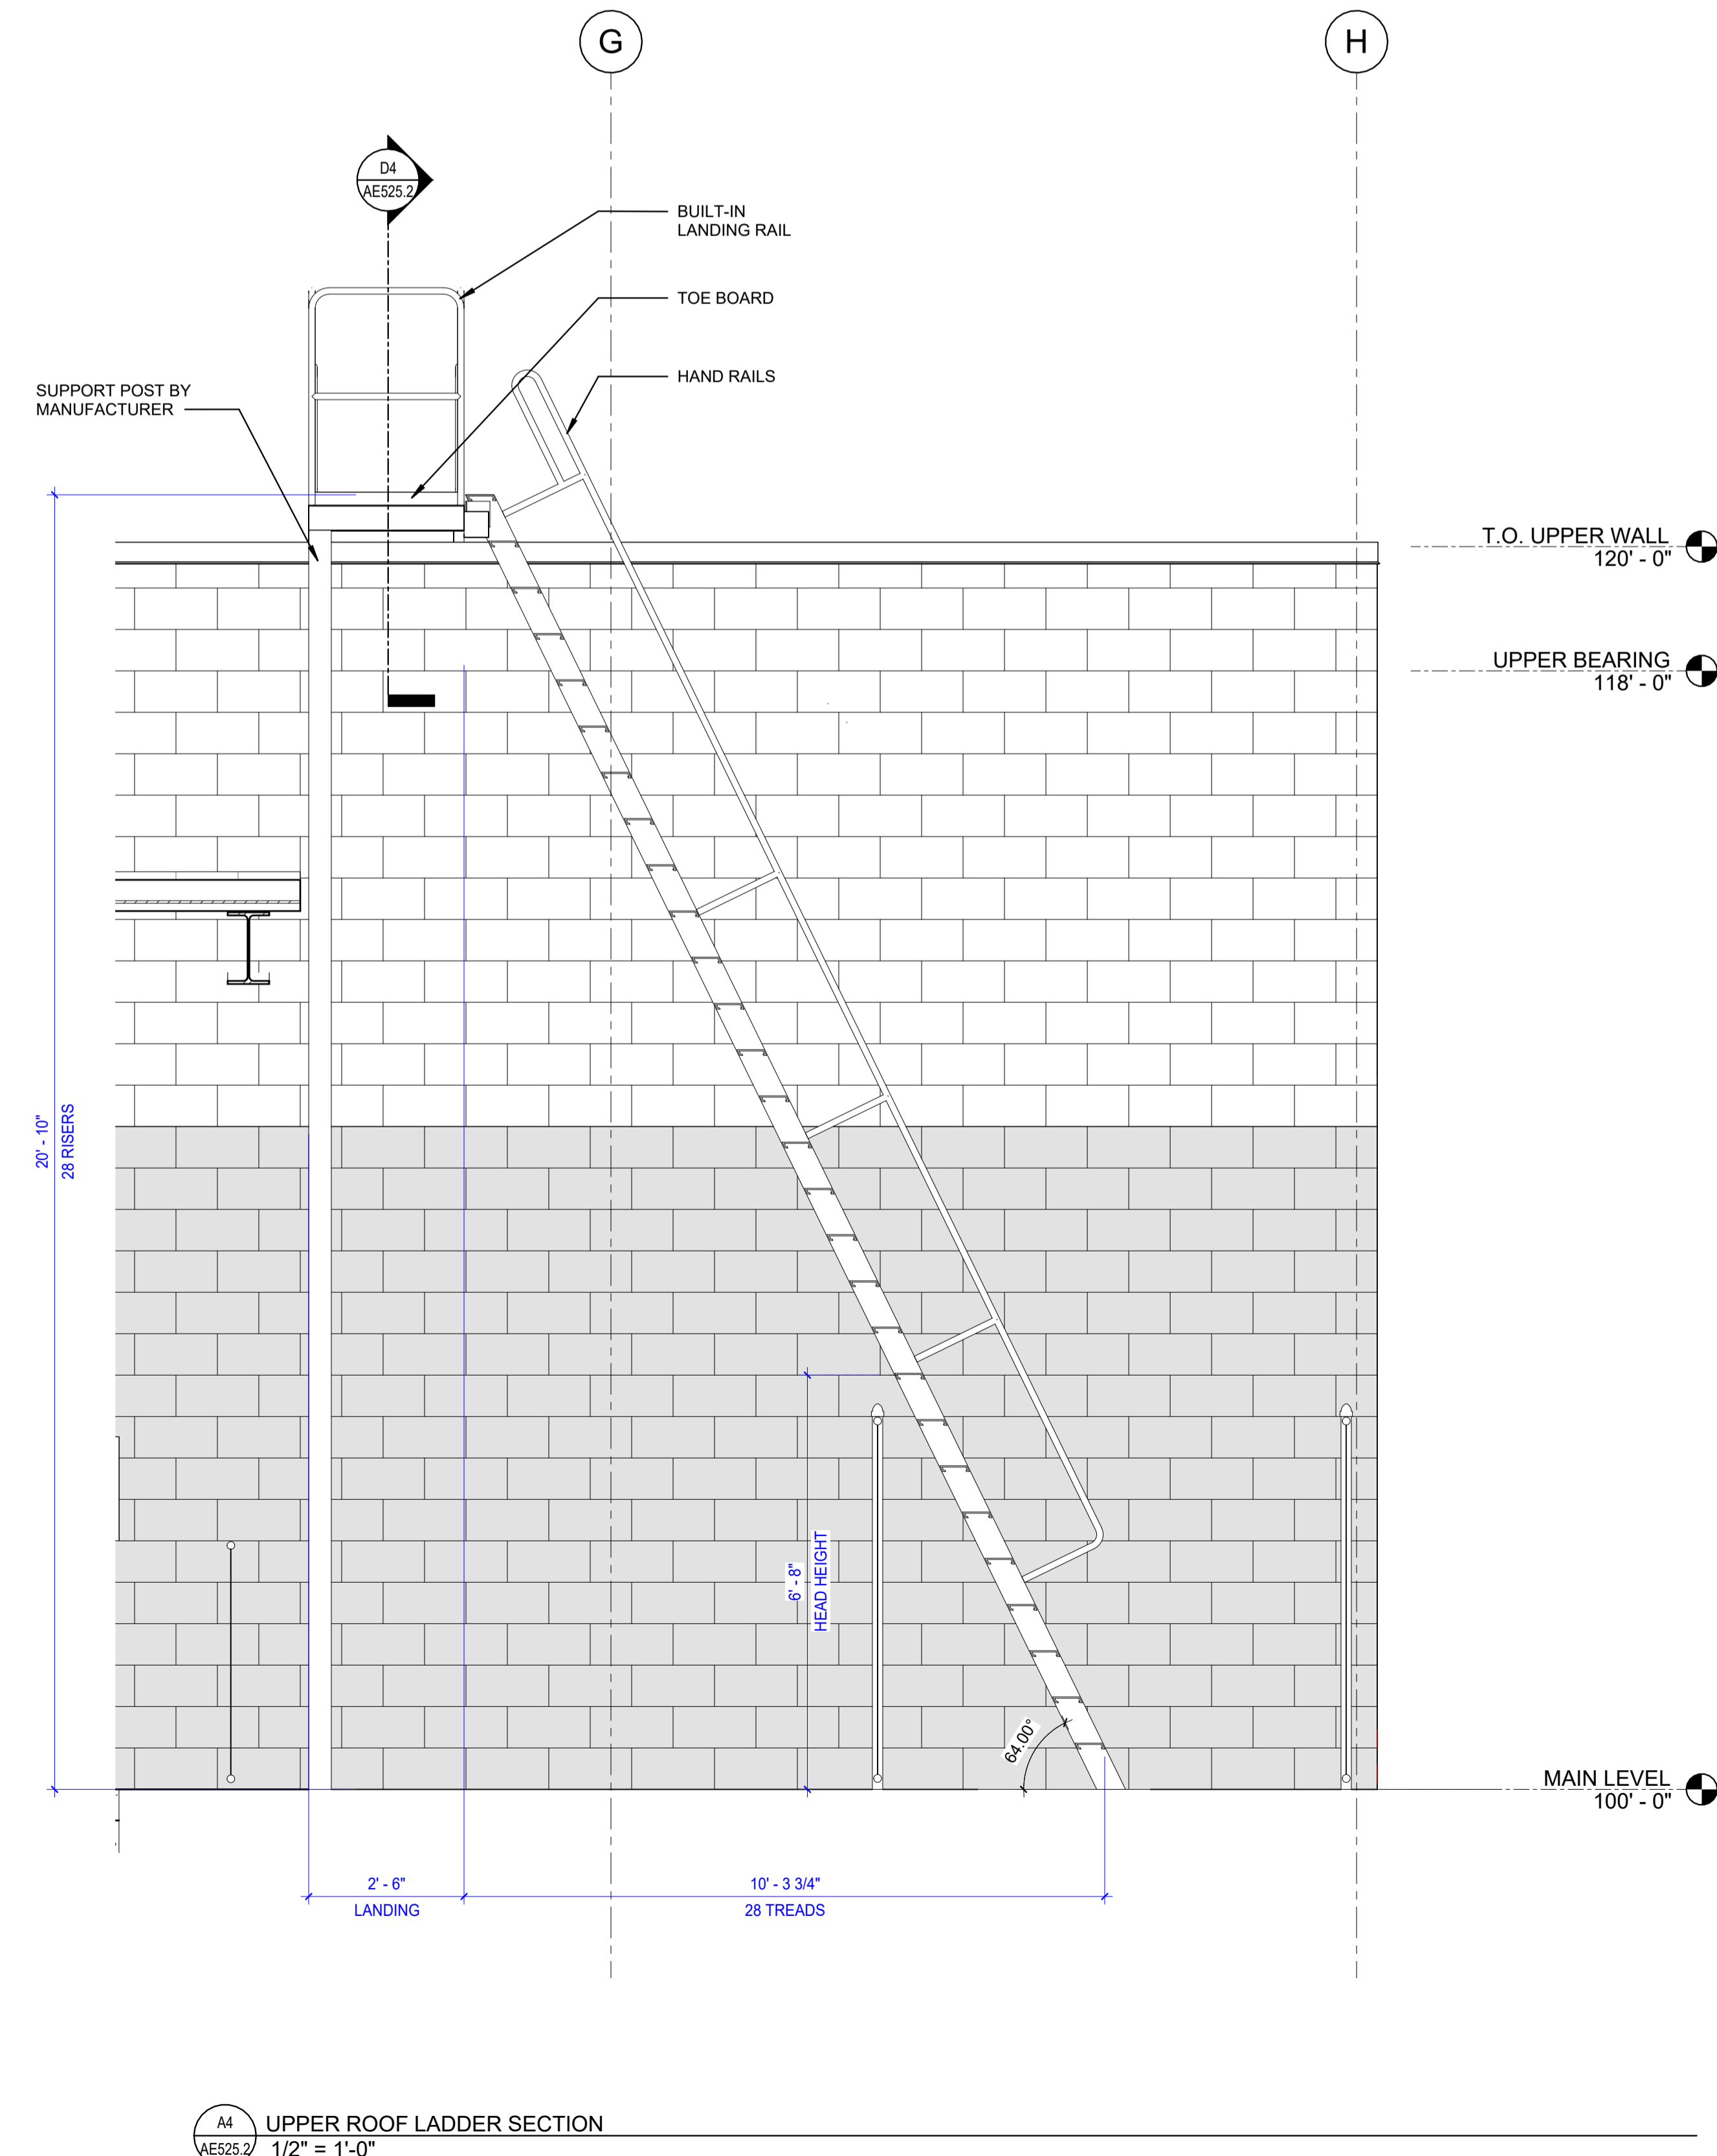 G
H
D4
AE525.2
BUILT-IN
LANDING RAIL
TOE BOARD
HAND RAILS
SUPPORT POST BY
MANUFACTURER
T.O. UPPER WALL
120' - 0"
UPPER BEARING
118' - 0"
20' - 10"
28 RISERS
6' - 8"
HEAD HEIGHT
64.00°
MAIN LEVEL
100' - 0"
2' - 6"
LANDING
10' - 3 3/4"
28 TREADS
A4
AE525.2
UPPER ROOF LADDER SECTION
1/2" = 1'-0"